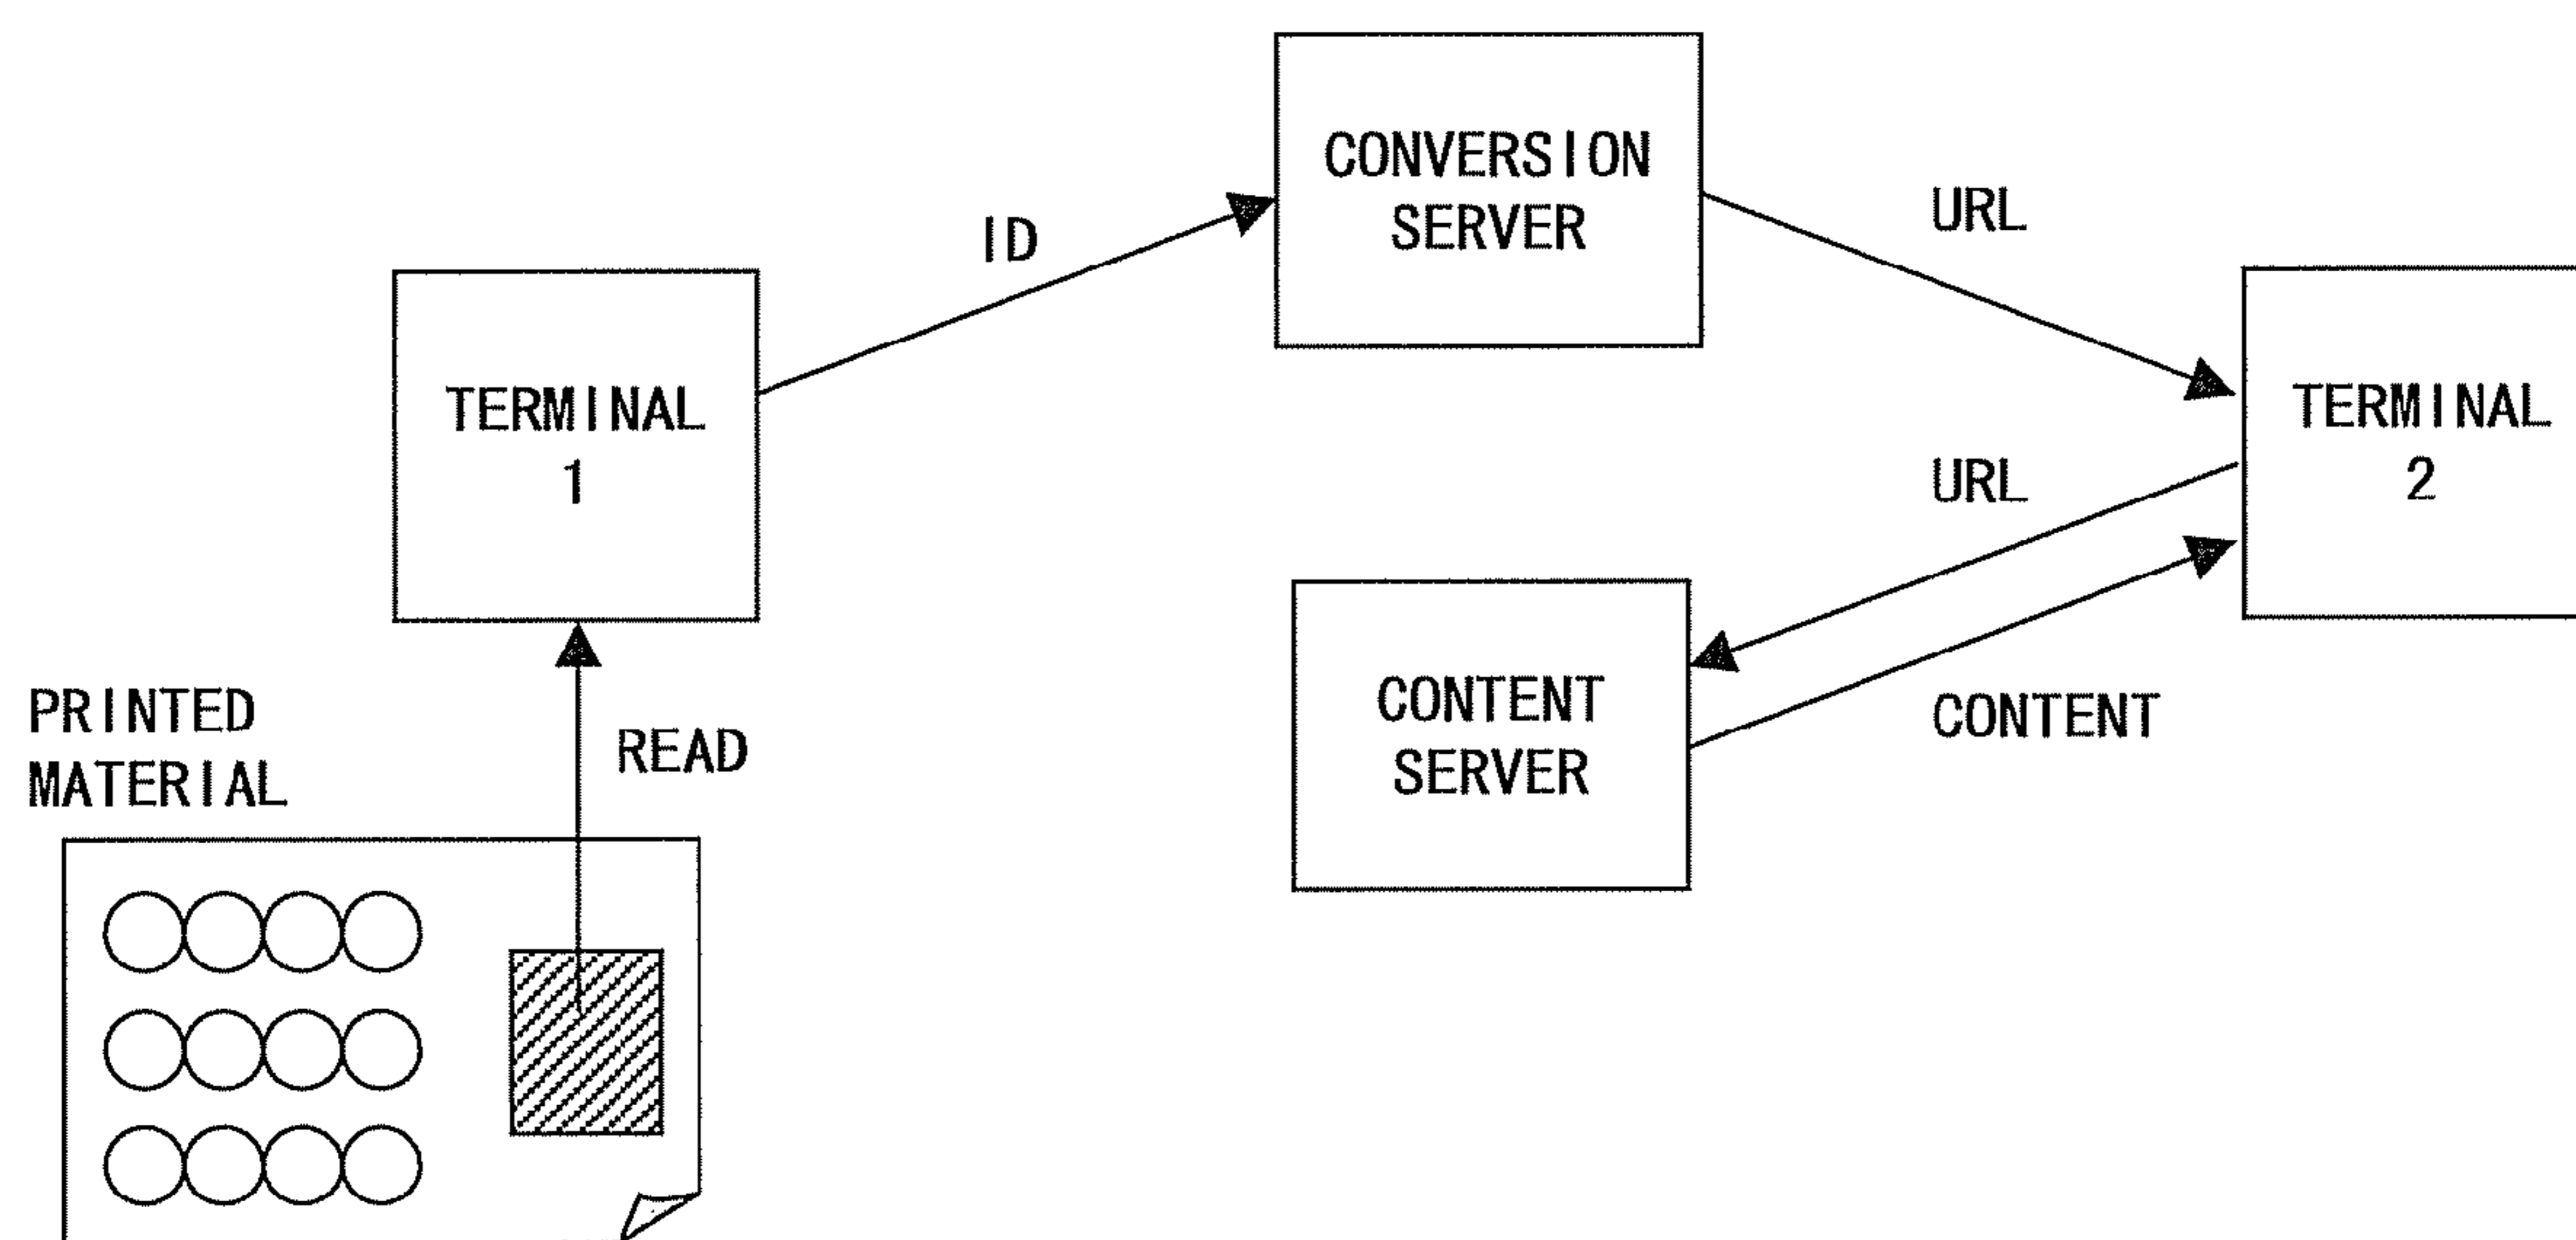 CONVERSION
SERVER
URL
ID
TERMINAL
1
TERMINAL
2
URL
PRINTED
MATERIAL
READ
CONTENT
SERVER
CONTENT